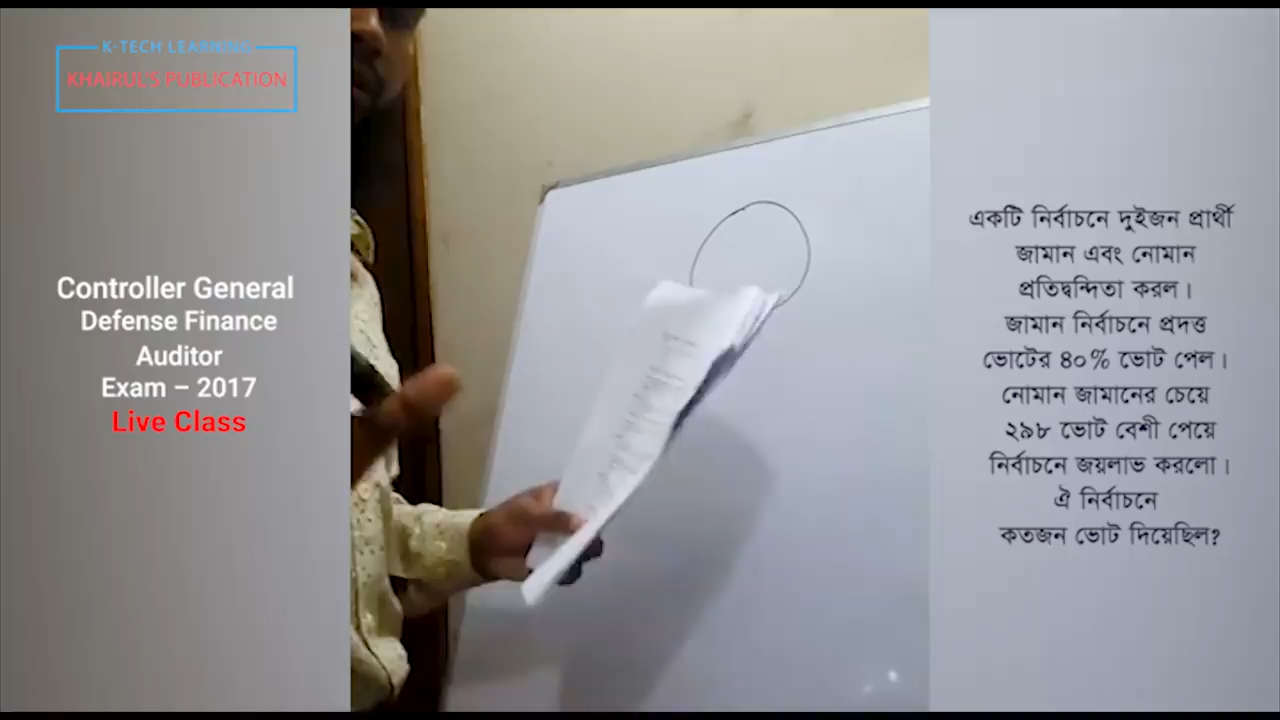 K-TECH LEARNING
KHAIRUL'S PUBLICATION
Controller General
Defense Finance
Auditor
Exam – 2017
Live Class
একটি নির্বাচনে দুইজন প্রার্থী
জামান এবং নোমান
প্রতিদ্বন্দিতা করল।
জামান নির্বাচনে প্রদত্ত
ভোটের ৪০% ভোট পেল।
নোমান জামানের চেয়ে
২৯৮ ভোট বেশী পেয়ে
নির্বাচনে জয়লাভ করলো।
ঐ নির্বাচনে
কতজন ভোট দিয়েছিল?